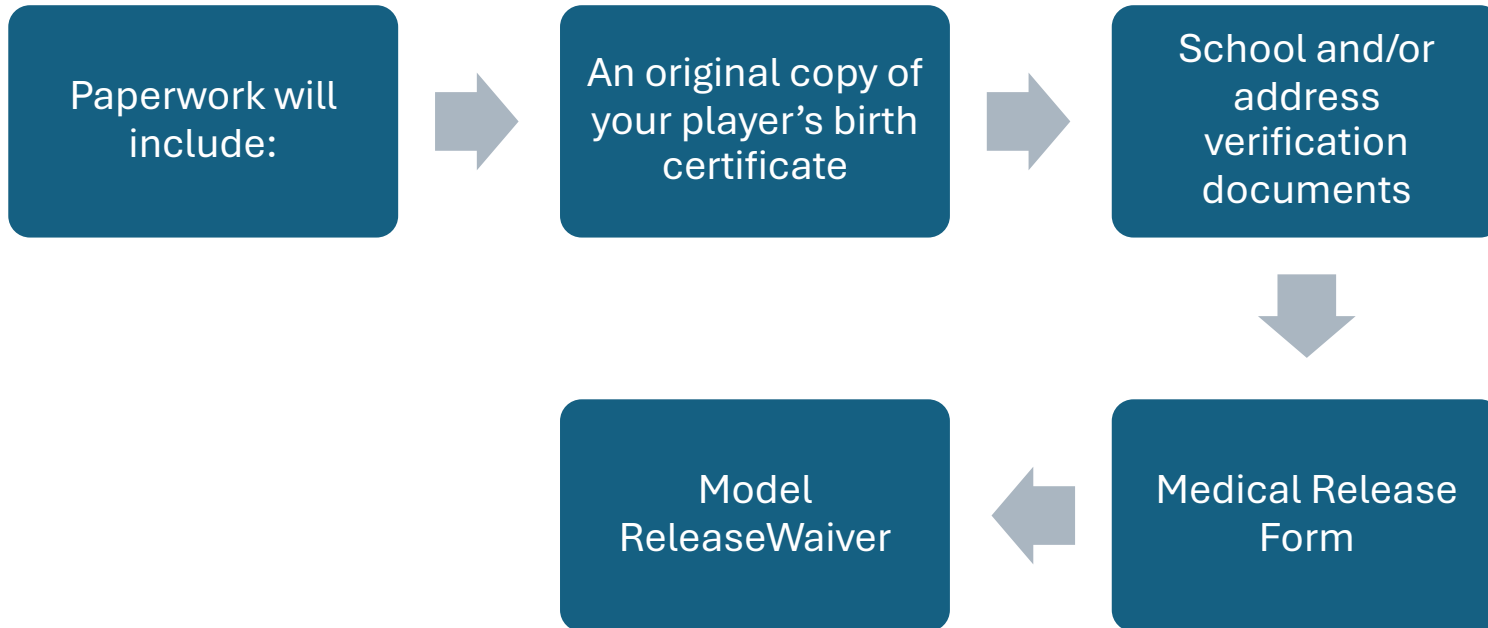 Paperwork will
include:
An original copy of
your player’s birth
certificate
School and/or
address
verification
documents
Medical Release
Form
Model
ReleaseWaiver